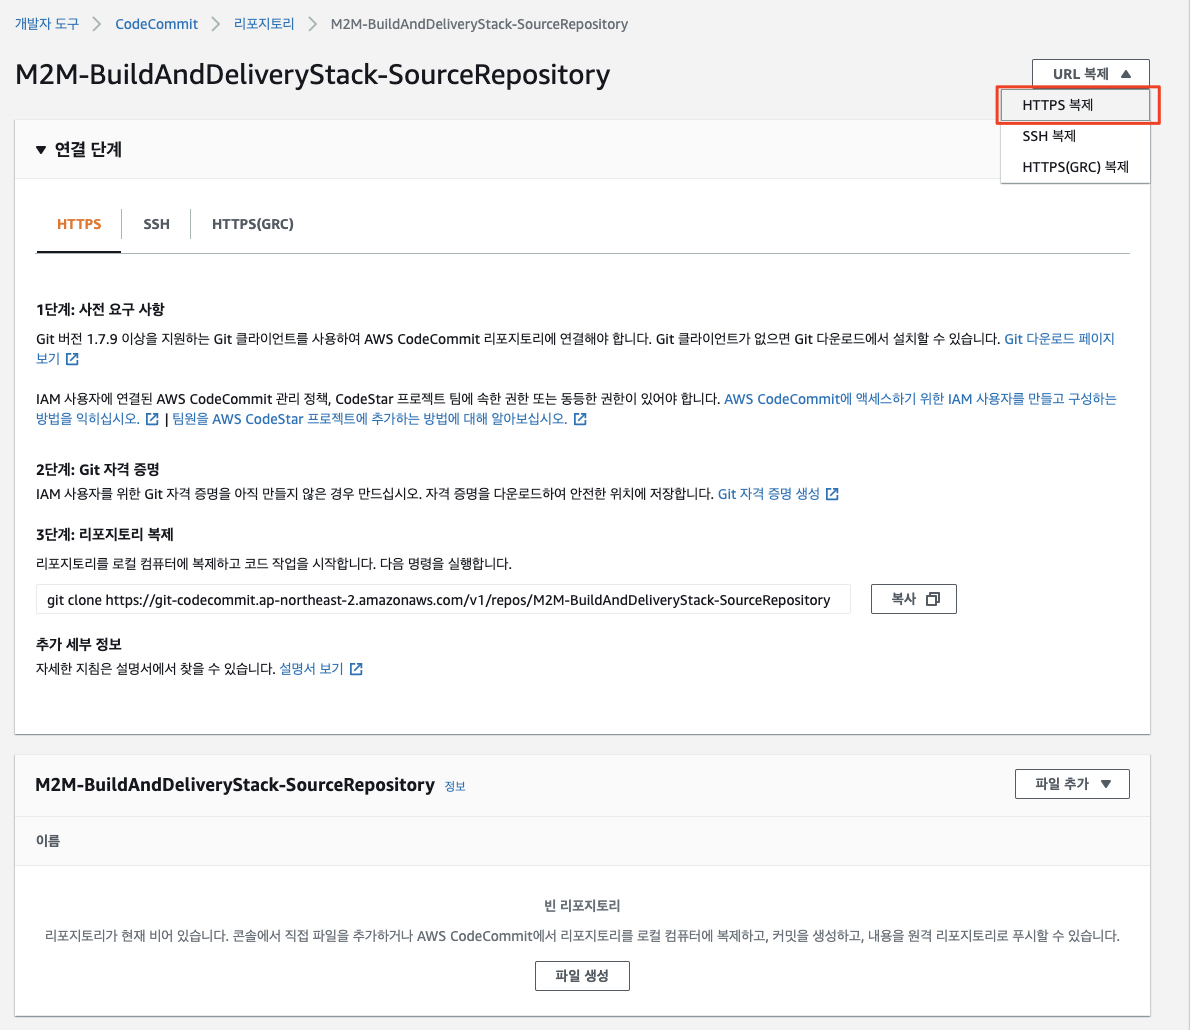 개발자 도구 > CodeCommit > 리포지토리 > M2M-BuildAndDeliveryStack-SourceRepository
M2M-BuildAndDeliveryStack-SourceRepository
URL 복제 ▲
HTTPS 복제
SSH 복제
HTTPS(GRC) 복제
▼ 연결 단계
HTTPS SSH HTTPS(GRC)
1단계: 사전 요구 사항
Git 버전 1.7.9 이상을 지원하는 Git 클라이언트를 사용하여 AWS CodeCommit 리포지토리에 연결해야 합니다. Git 클라이언트가 없으면 Git 다운로드에서 설치할 수 있습니다. Git 다운로드 페이지
보기
IAM 사용자에 연결된 AWS CodeCommit 관리 정책, CodeStar 프로젝트 팀에 속한 권한 또는 동등한 권한이 있어야 합니다. AWS CodeCommit에 액세스하기 위한 IAM 사용자를 만들고 구성하는
방법을 익히십시오. | 팀원을 AWS CodeStar 프로젝트에 추가하는 방법에 대해 알아보십시오.
2단계: Git 자격 증명
IAM 사용자를 위한 Git 자격 증명을 아직 만들지 않은 경우 만드십시오. 자격 증명을 다운로드하여 안전한 위치에 저장합니다. Git 자격 증명 생성
3단계: 리포지토리 복제
리포지토리를 로컬 컴퓨터에 복제하고 코드 작업을 시작합니다. 다음 명령을 실행합니다.
git clone https://git-codecommit.ap-northeast-2.amazonaws.com/v1/repos/M2M-BuildAndDeliveryStack-SourceRepository 복사
추가 세부 정보
자세한 지침은 설명서에서 찾을 수 있습니다. 설명서 보기
M2M-BuildAndDeliveryStack-SourceRepository 정보
파일 추가 ▼
이름
빈 리포지토리
리포지토리가 현재 비어 있습니다. 콘솔에서 직접 파일을 추가하거나 AWS CodeCommit에서 리포지토리를 로컬 컴퓨터에 복제하고, 커밋을 생성하고, 내용을 원격 리포지토리로 푸시할 수 있습니다.
파일 생성